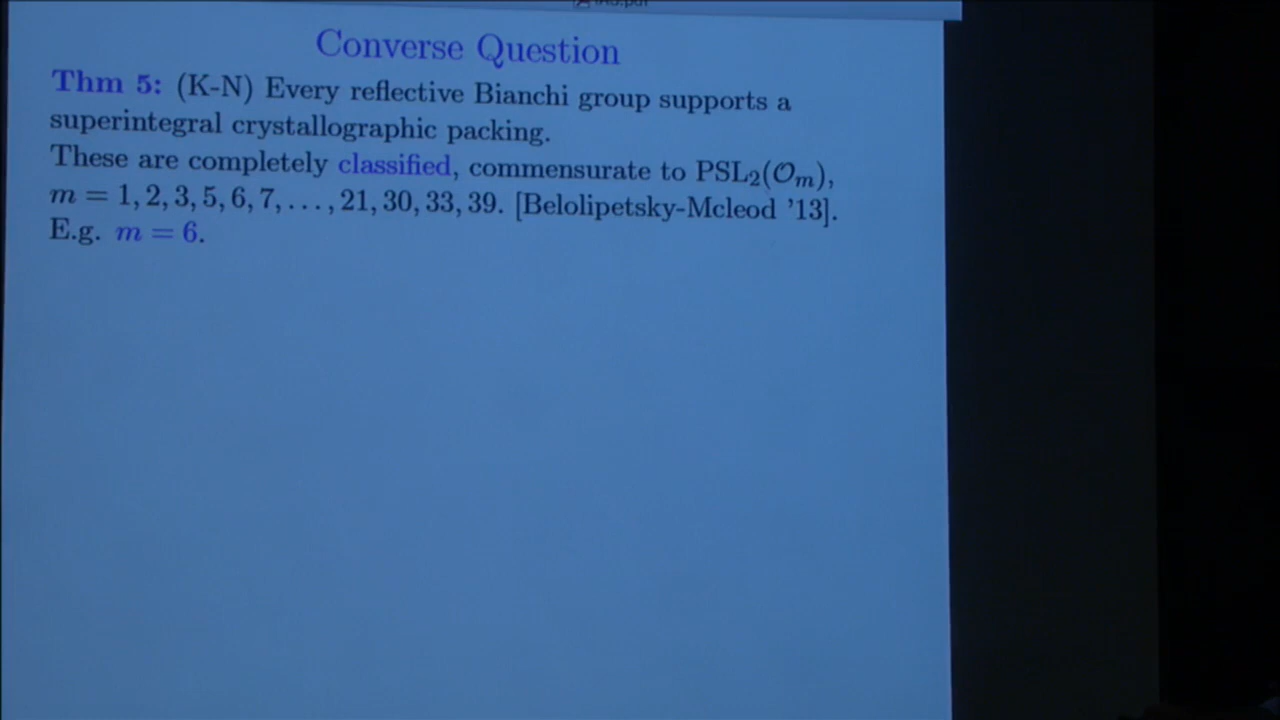 Converse Question
Thm 5: (K-N) Every reflective Bianchi group supports a
superintegral crystallographic packing.
These are completely classified, commensurate to PSL₂(𝒪ₘ),
m = 1, 2, 3, 5, 6, 7, . . . , 21, 30, 33, 39. [Belolipetsky-Mcleod '13].
E.g. m = 6.